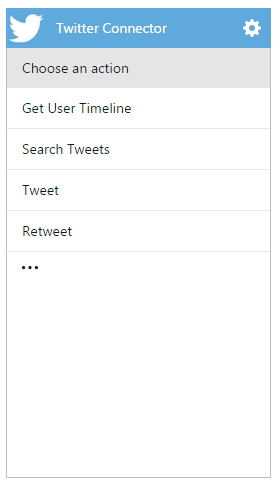 Twitter Connector
Choose an action
Get User Timeline
Search Tweets
Tweet
Retweet
...